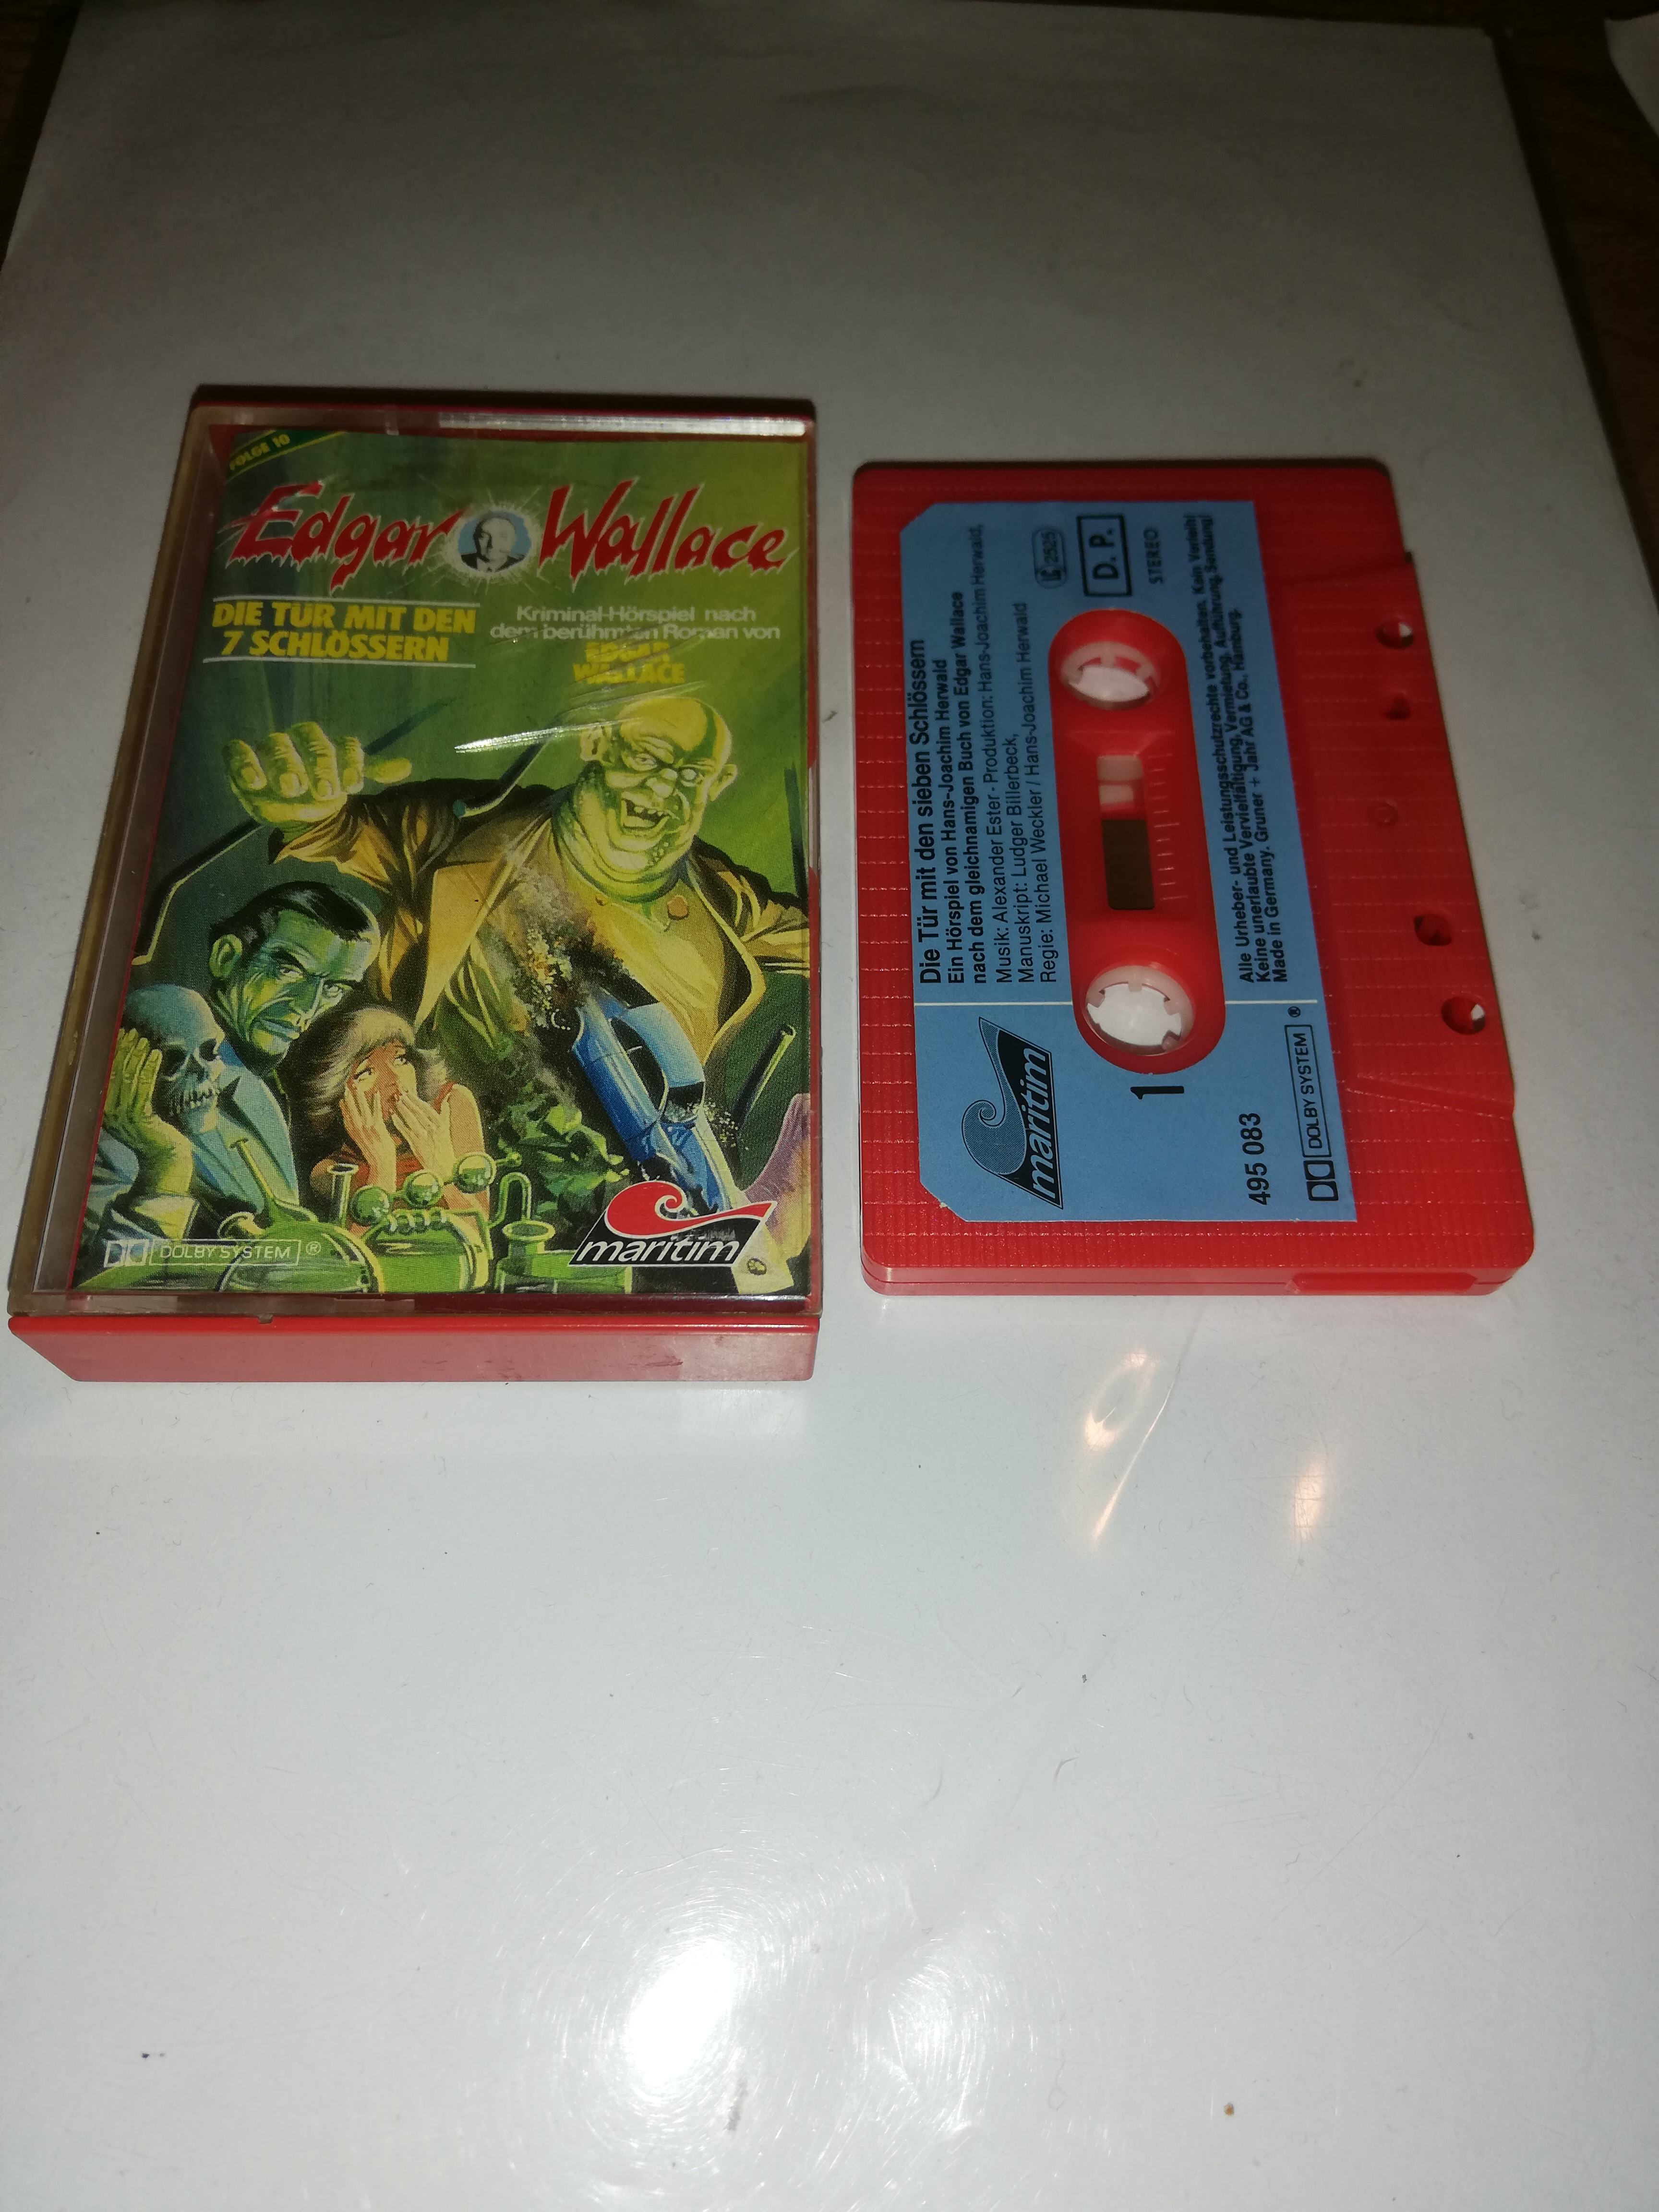 FOLGE 10
Edgar Wallace
DIE TÜR MIT DEN
7 SCHLÖSSERN
Kriminal-Hörspiel nach
dem berühmten Roman von
EDGAR
WALLACE
DOLBY SYSTEM ®
maritim
Die Tür mit den sieben Schlössern
Ein Hörspiel von Hans-Joachim Herwald
nach dem gleichnamigen Buch von Edgar Wallace
Musik: Alexander Ester · Produktion: Hans-Joachim Herwald,
Manuskript: Ludger Billerbeck,
Regie: Michael Weckler / Hans-Joachim Herwald
LC 2525
D. P.
STEREO
maritim
1
495 083
DOLBY SYSTEM ®
Alle Urheber- und Leistungsschutzrechte vorbehalten. Kein Verleih!
Keine unerlaubte Vervielfältigung, Vermietung, Aufführung, Sendung!
Made in Germany. Gruner + Jahr AG & Co., Hamburg.